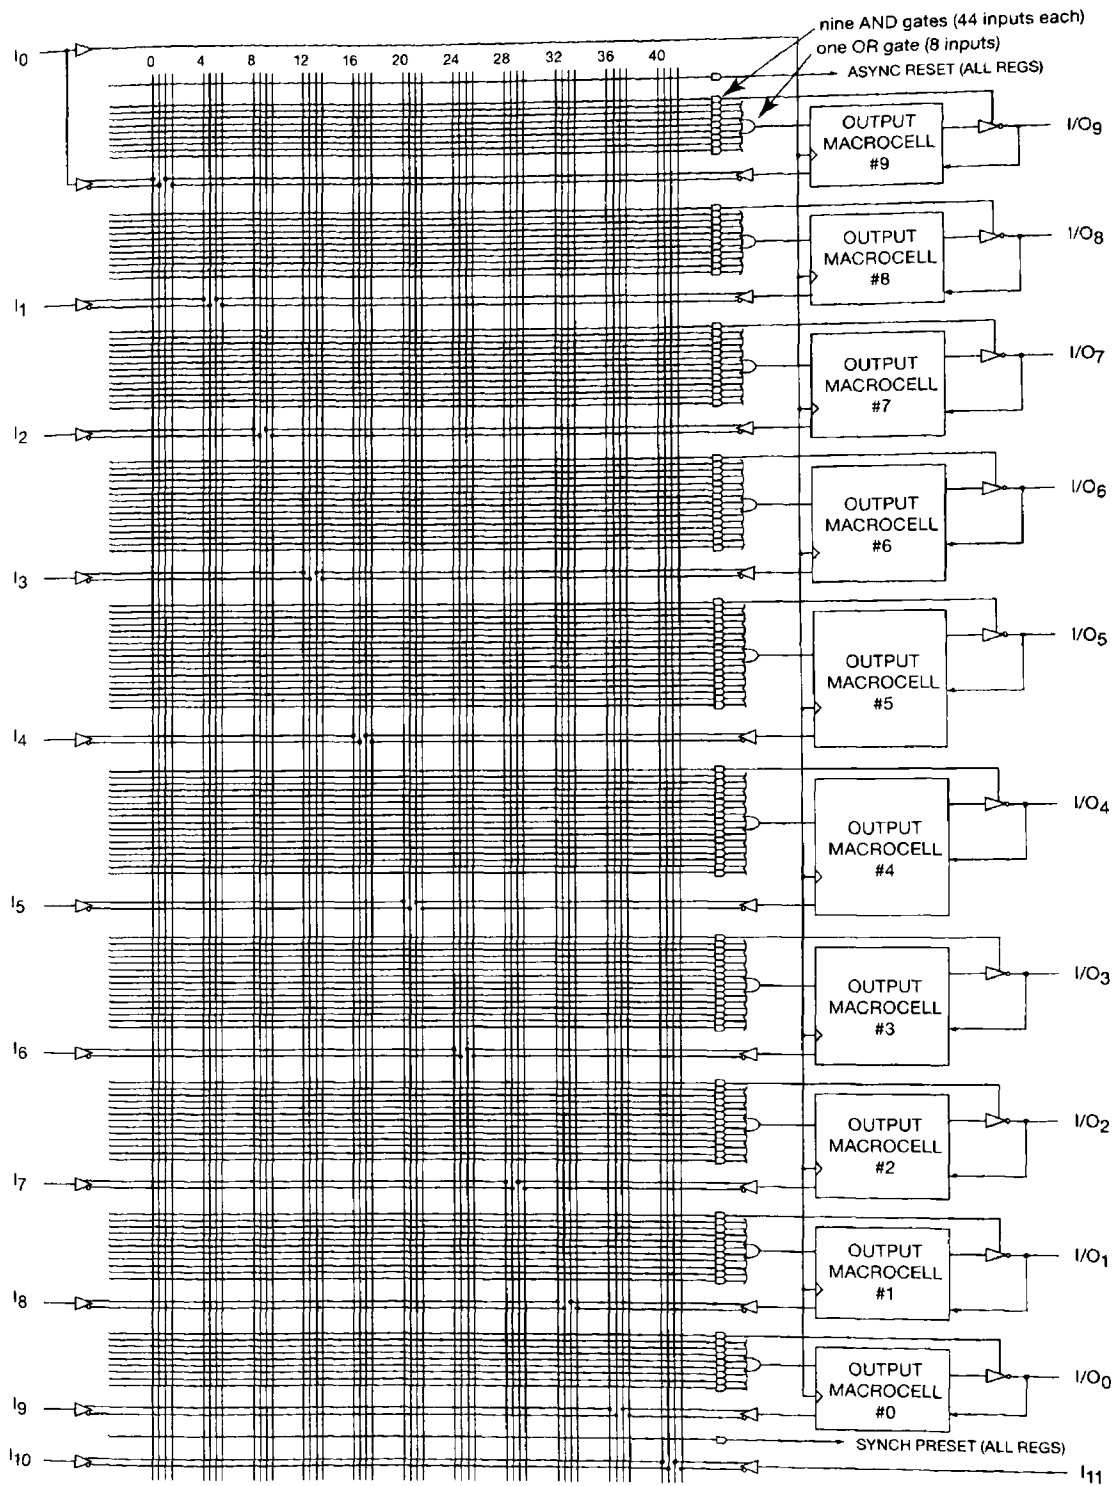 nine AND gates (44 inputs each)
one OR gate (8 inputs)
I0
0 4 8 12 16 20 24 28 32 36 40
ASYNC RESET (ALL REGS)
OUTPUT
MACROCELL
#9
I/O9
OUTPUT
MACROCELL
#8
I/O8
I1
OUTPUT
MACROCELL
#7
I/O7
I2
OUTPUT
MACROCELL
#6
I/O6
I3
OUTPUT
MACROCELL
#5
I/O5
I4
OUTPUT
MACROCELL
#4
I/O4
I5
OUTPUT
MACROCELL
#3
I/O3
I6
OUTPUT
MACROCELL
#2
I/O2
I7
OUTPUT
MACROCELL
#1
I/O1
I8
OUTPUT
MACROCELL
#0
I/O0
I9
SYNCH PRESET (ALL REGS)
I10
I11